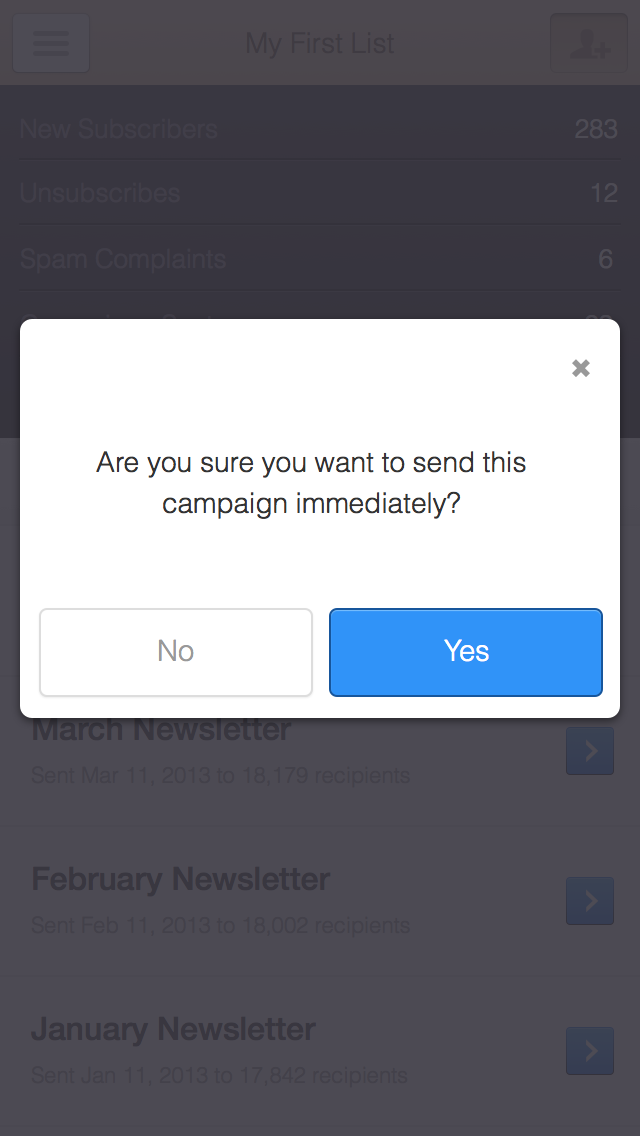 My First List
New Subscribers 283
Unsubscribes 12
Spam Complaints 6
Are you sure you want to send this
campaign immediately?
No
Yes
March Newsletter
Sent Mar 11, 2013 to 18,179 recipients
February Newsletter
Sent Feb 11, 2013 to 18,002 recipients
January Newsletter
Sent Jan 11, 2013 to 17,842 recipients